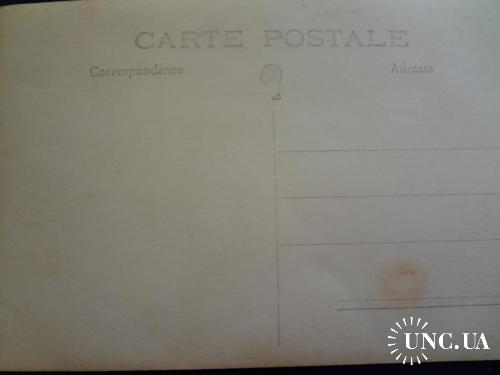 CARTE POSTALE
Correspondance
Adresse
UNC.UA